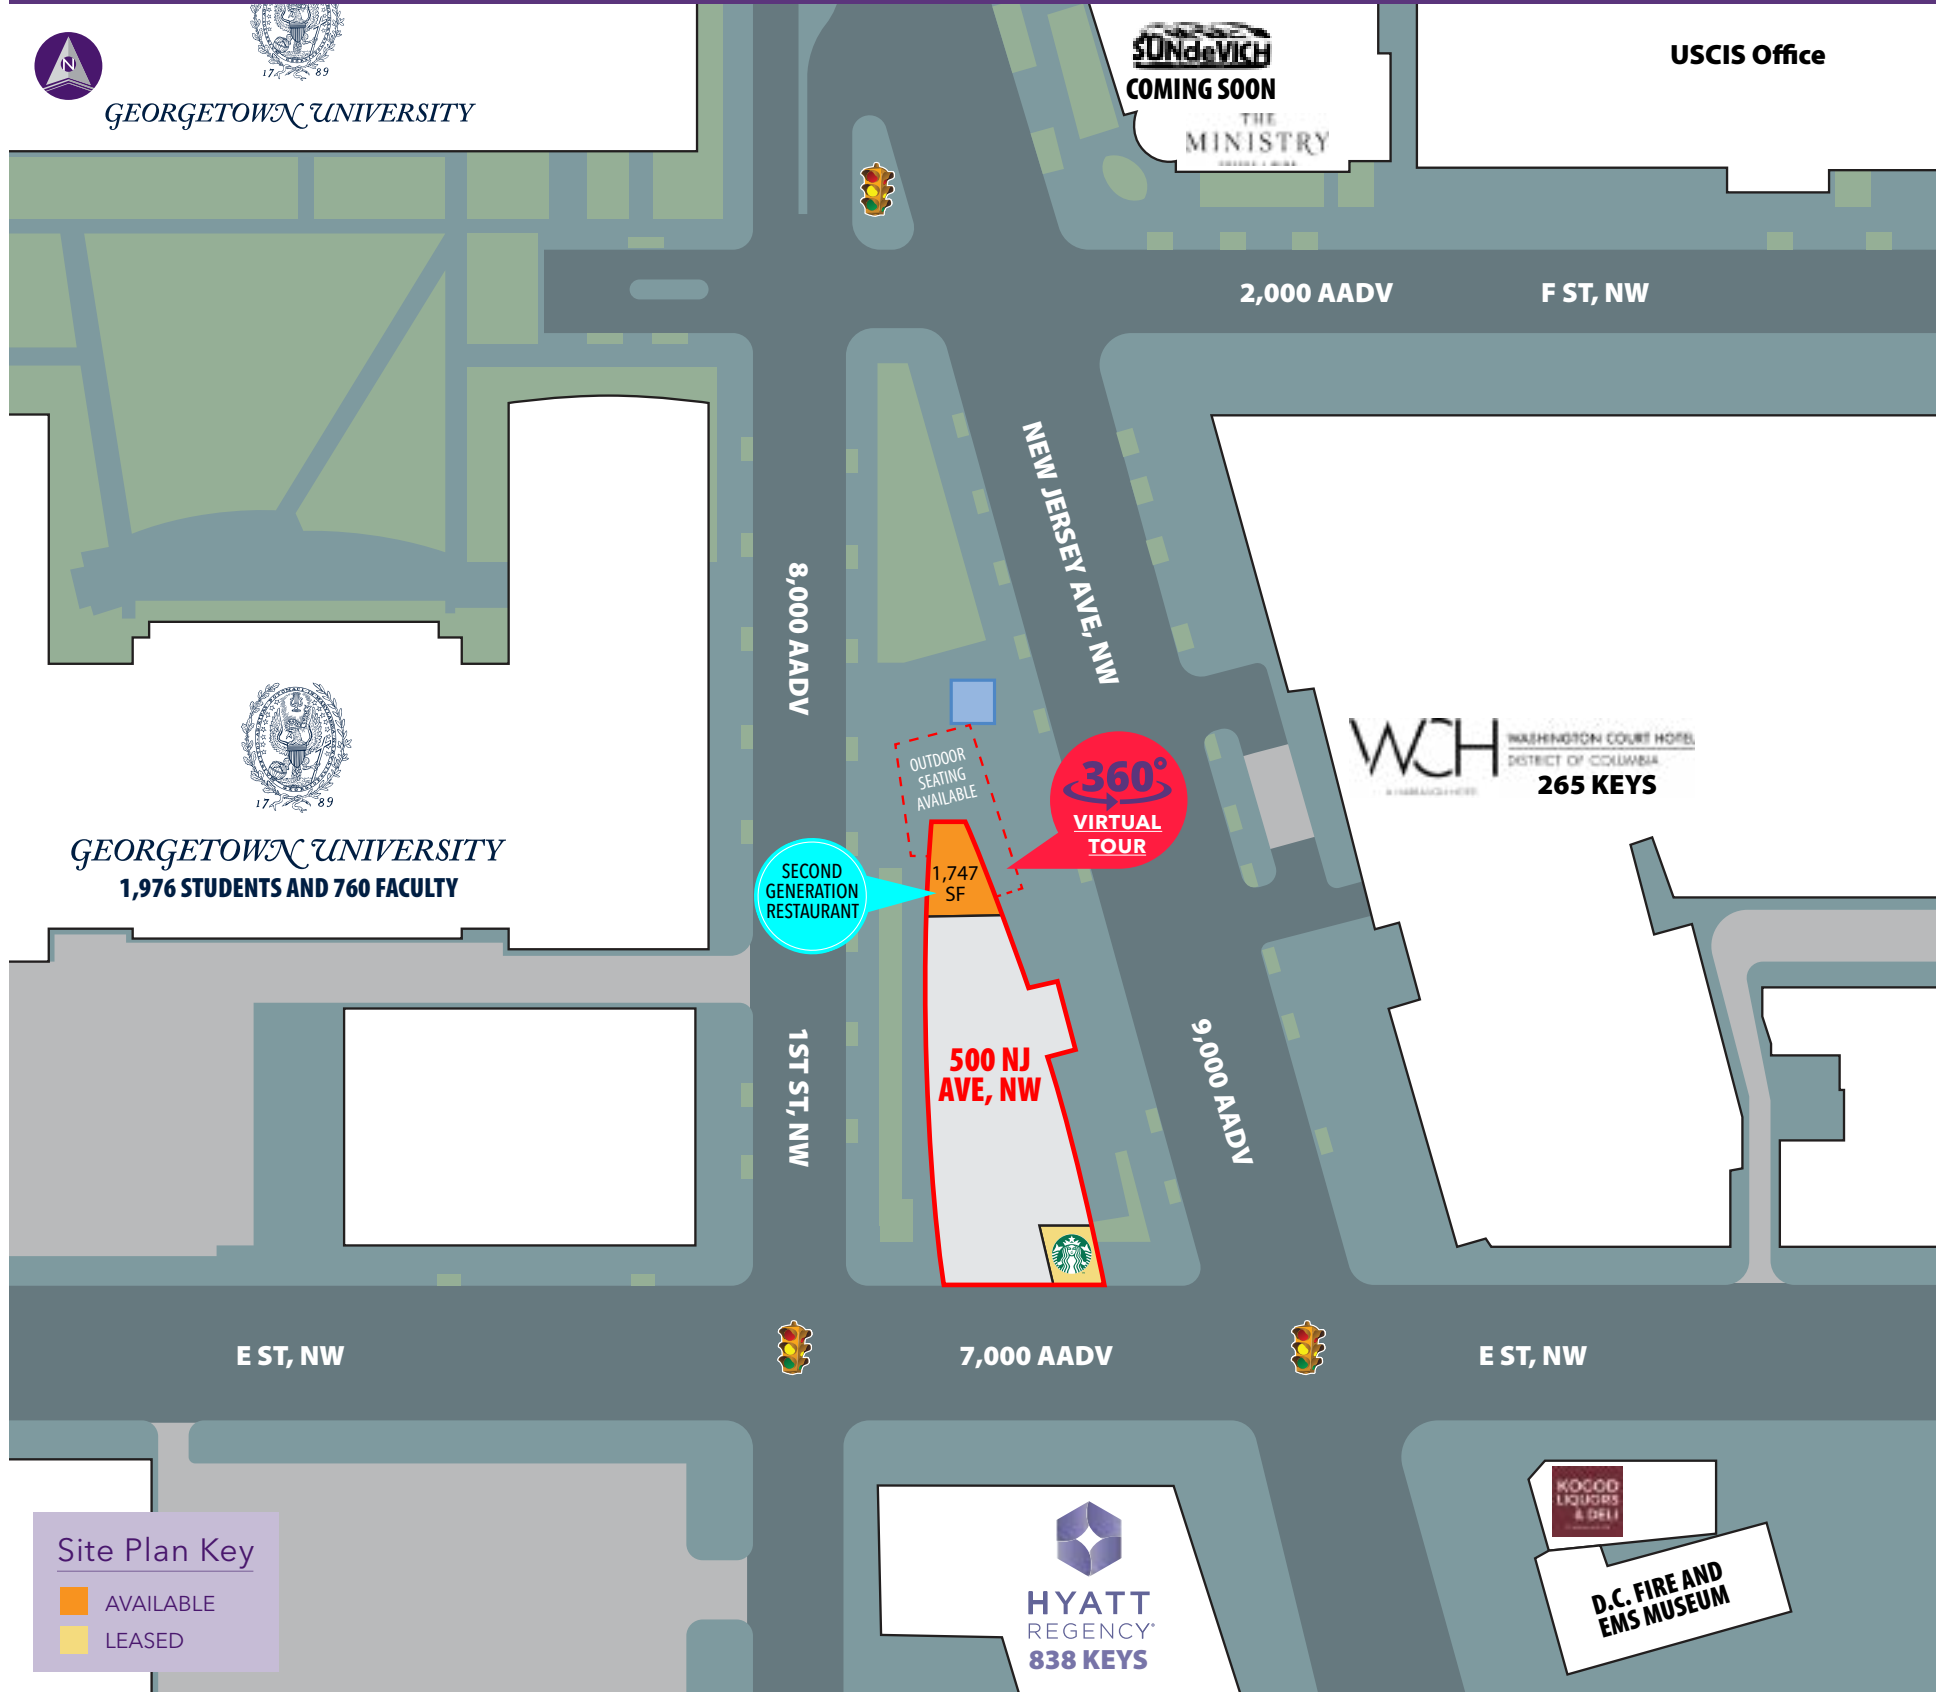 N
17 89
GEORGETOWN UNIVERSITY
SUNdeVICH
COMING SOON
THE
MINISTRY
USCIS Office
2,000 AADV
F ST, NW
NEW JERSEY AVE, NW
8,000 AADV
OUTDOOR
SEATING
AVAILABLE
360°
VIRTUAL
TOUR
WCH
WASHINGTON COURT HOTEL
DISTRICT OF COLUMBIA
265 KEYS
17 89
GEORGETOWN UNIVERSITY
1,976 STUDENTS AND 760 FACULTY
SECOND
GENERATION
RESTAURANT
1,747
SF
1ST ST, NW
500 NJ
AVE, NW
9,000 AADV
E ST, NW
7,000 AADV
E ST, NW
KOGOD
LIQUORS
& DELI
D.C. FIRE AND
EMS MUSEUM
HYATT
REGENCY
838 KEYS
Site Plan Key
AVAILABLE
LEASED